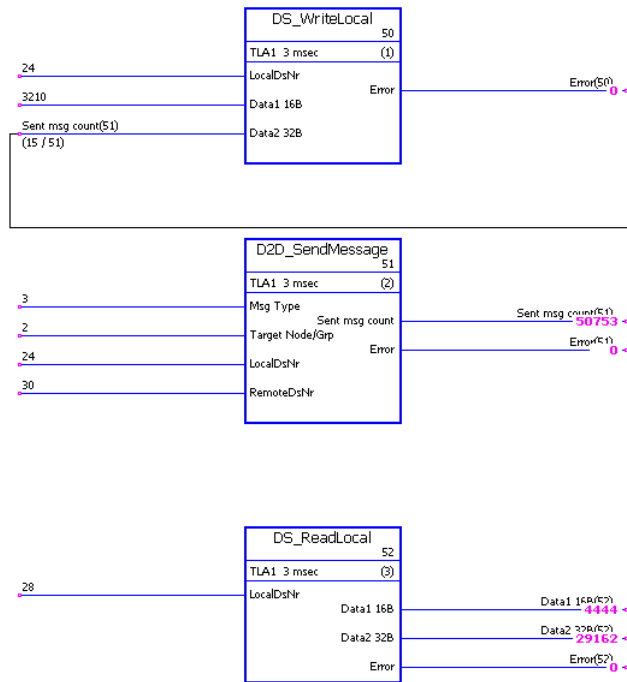 DS_WriteLocal
50
TLA1 3 msec (1)
24
LocalDsNr
Error
Error(50)
0
3210
Data1 16B
Sent msg count(51)
Data2 32B
(15 / 51)
D2D_SendMessage
51
TLA1 3 msec (2)
3
Msg Type
Sent msg count
Sent msg count(51)
50753
2
Target Node/Grp
Error
Error(51)
0
24
LocalDsNr
30
RemoteDsNr
DS_ReadLocal
52
TLA1 3 msec (3)
28
LocalDsNr
Data1 16B
Data1 16B(52)
4444
Data2 32B
Data2 32B(52)
29162
Error
Error(52)
0